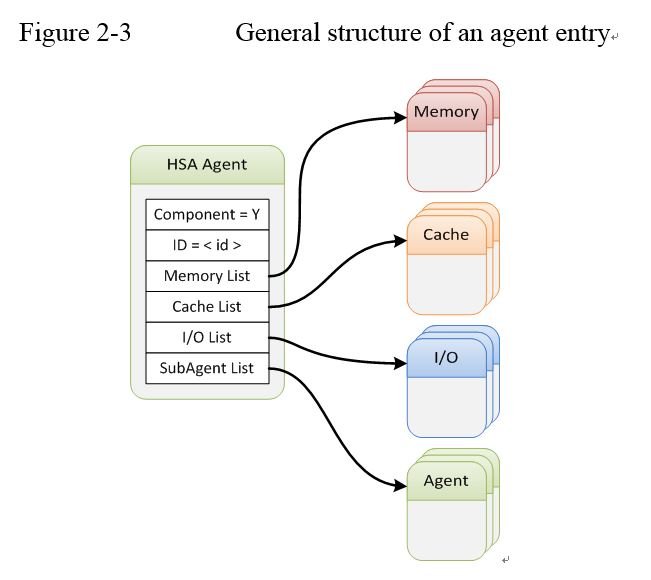 Figure 2-3 General structure of an agent entry
HSA Agent
Component = Y
ID = < id >
Memory List
Cache List
I/O List
SubAgent List
Memory
Cache
I/O
Agent